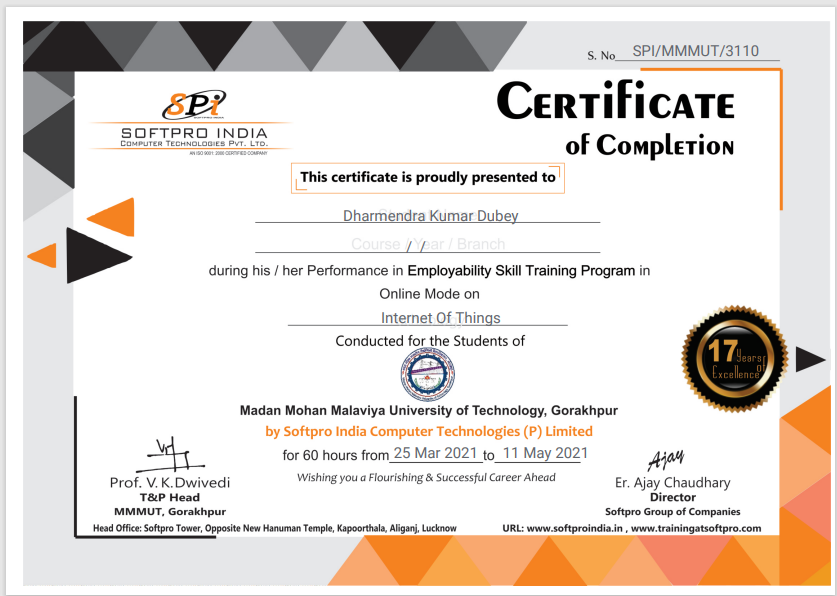 S. No SPI/MMMUT/3110
SPi
SOFTPRO INDIA
SOFTPRO INDIA
COMPUTER TECHNOLOGIES PVT. LTD.
AN ISO 9001: 2000 CERTIFIED COMPANY
CERTIFICATE
of COMPLETION
This certificate is proudly presented to
Dharmendra Kumar Dubey
Course / Year / Branch
/ /
during his / her Performance in Employability Skill Training Program in
Online Mode on
Internet Of Things
Conducted for the Students of
17 Years of Excellence
Madan Mohan Malaviya University of Technology, Gorakhpur
by Softpro India Computer Technologies (P) Limited
for 60 hours from 25 Mar 2021 to 11 May 2021
Wishing you a Flourishing & Successful Career Ahead
Prof. V. K.Dwivedi
T&P Head
MMMUT, Gorakhpur
Ajay
Er. Ajay Chaudhary
Director
Softpro Group of Companies
Head Office: Softpro Tower, Opposite New Hanuman Temple, Kapoorthala, Aliganj, Lucknow
URL: www.softproindia.in , www.trainingatsoftpro.com